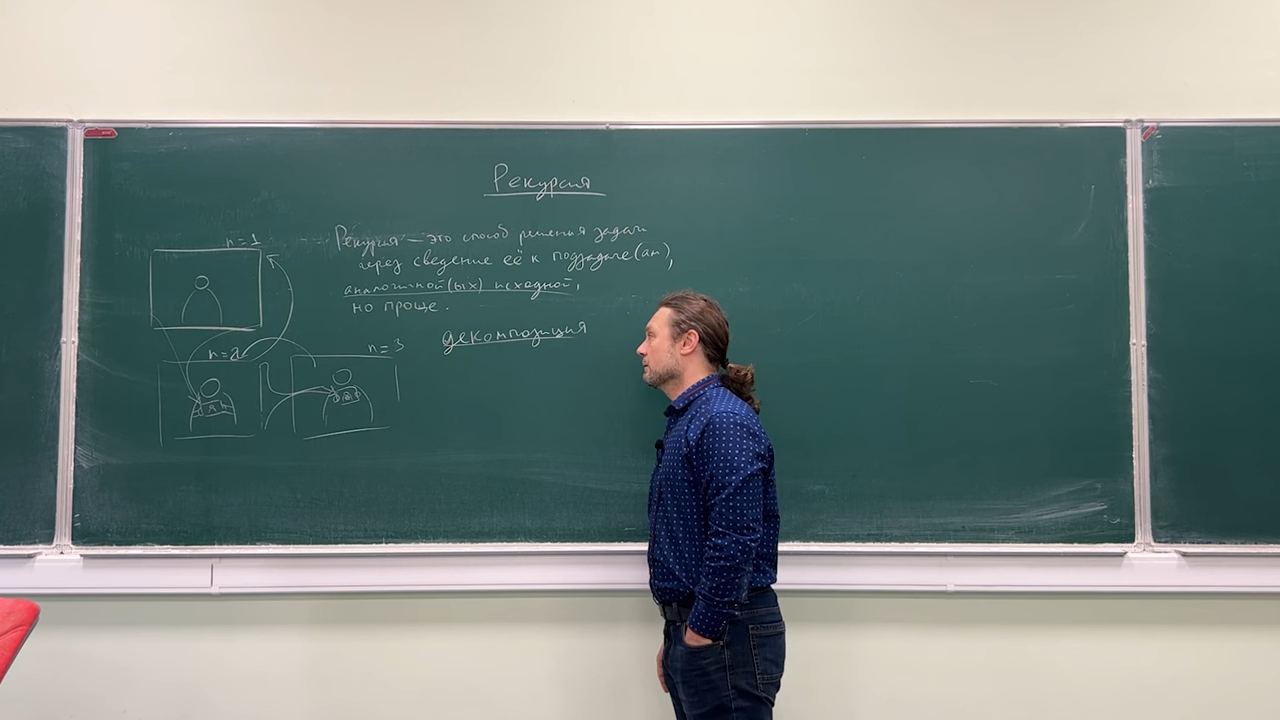 Рекурсия
Рекурсия — это способ решения задачи
через сведение её к подзадаче(ам),
аналогичной(ых) исходной,
но проще.
декомпозиция
n=1
n=2
n=3